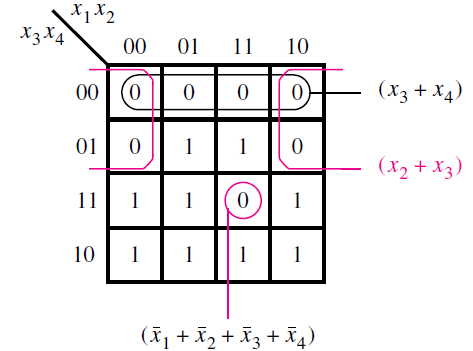 x₁x₂
x₃x₄
00 01 11 10
00 0 0 0 0 (x₃ + x₄)
01 0 1 1 0 (x₂ + x₃)
11 1 1 0 1
10 1 1 1 1
(x̄₁ + x̄₂ + x̄₃ + x̄₄)